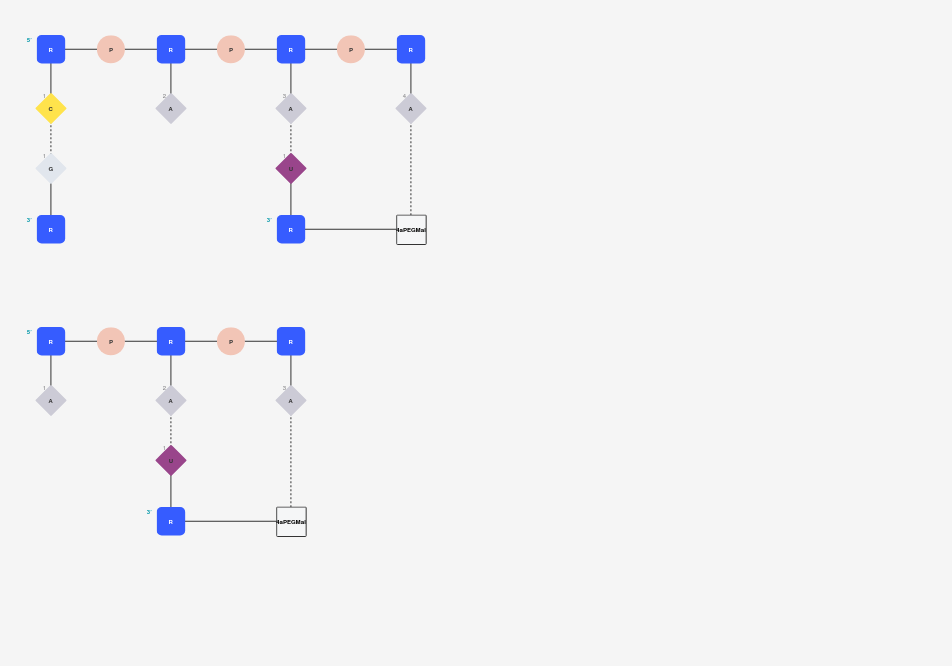 5' R P R P R P R
1 C 2 A 3 A 4 A
1 G 1 U
3' R 3' R 4aPEGMal
5' R P R P R
1 A 2 A 3 A
1 U
3' R 4aPEGMal